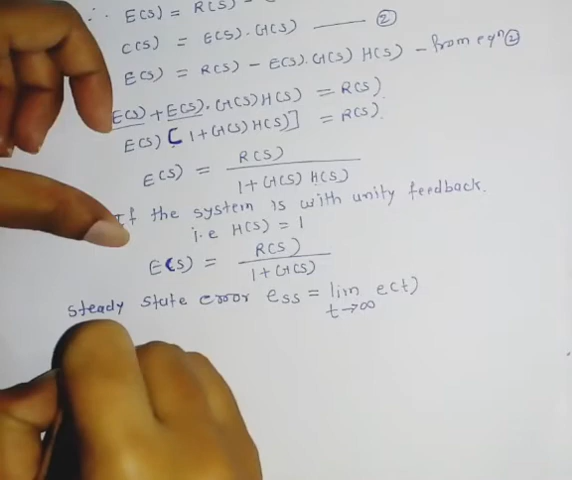 ∴ E(S) = R(S) -
C(S) = E(S) · G(S) —— ②
E(S) = R(S) - E(S) · G(S) H(S) - from eqn ②
E(S) + E(S) · G(S) H(S) = R(S)
E(S) [1 + G(S) H(S)] = R(S)
E(S) = R(S) / 1 + G(S) H(S)
If the system is with unity feedback.
i.e H(S) = 1
E(S) = R(S) / 1 + G(S)
Steady state error ess = lim t→∞ e(t)